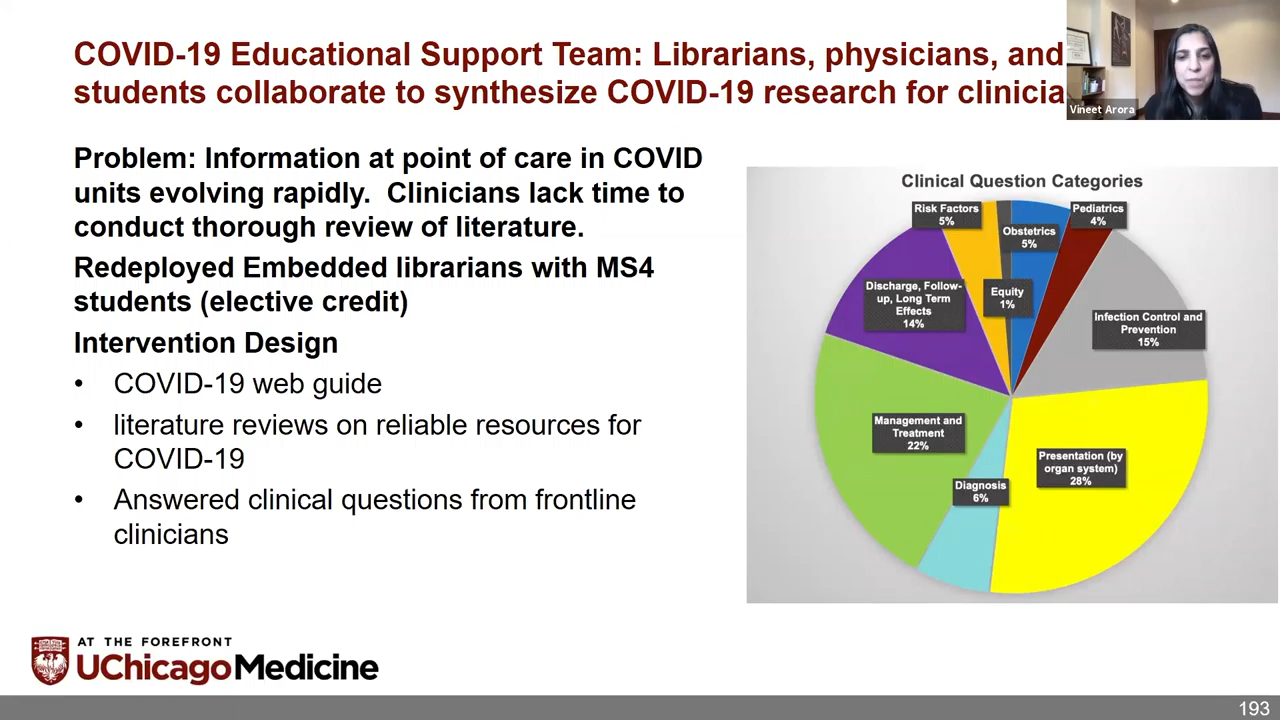 COVID-19 Educational Support Team: Librarians, physicians, and
students collaborate to synthesize COVID-19 research for clinicia
Vineet Arora
Problem: Information at point of care in COVID
units evolving rapidly. Clinicians lack time to
conduct thorough review of literature.
Redeployed Embedded librarians with MS4
students (elective credit)
Intervention Design
• COVID-19 web guide
• literature reviews on reliable resources for
COVID-19
• Answered clinical questions from frontline
clinicians
Clinical Question Categories
Risk Factors
5%
Obstetrics
5%
Pediatrics
4%
Equity
1%
Discharge, Follow-
up, Long Term
Effects
14%
Infection Control and
Prevention
15%
Management and
Treatment
22%
Presentation (by
organ system)
28%
Diagnosis
6%
AT THE FOREFRONT
UChicagoMedicine
193